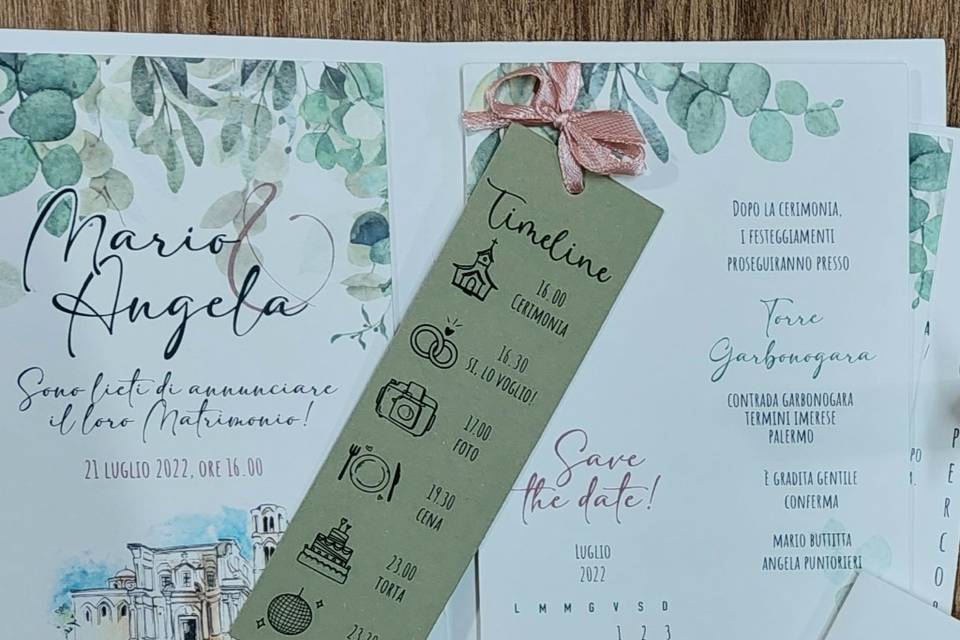 Mario &
Angela
Sono lieti di annunciare
il loro Matrimonio!
21 LUGLIO 2022, ORE 16.00
Timeline
16.00
CERIMONIA
16.30
SI, LO VOGLIO!
17.00
FOTO
19.30
CENA
23.00
TORTA
23.30
Save
the date!
LUGLIO
2022
L M M G V S D
1 2 3
DOPO LA CERIMONIA,
I FESTEGGIAMENTI
PROSEGUIRANNO PRESSO
Torre
Garbonogara
CONTRADA GARBONOGARA
TERMINI IMERESE
PALERMO
È GRADITA GENTILE
CONFERMA
MARIO BUTTITTA
ANGELA PUNTORIERI